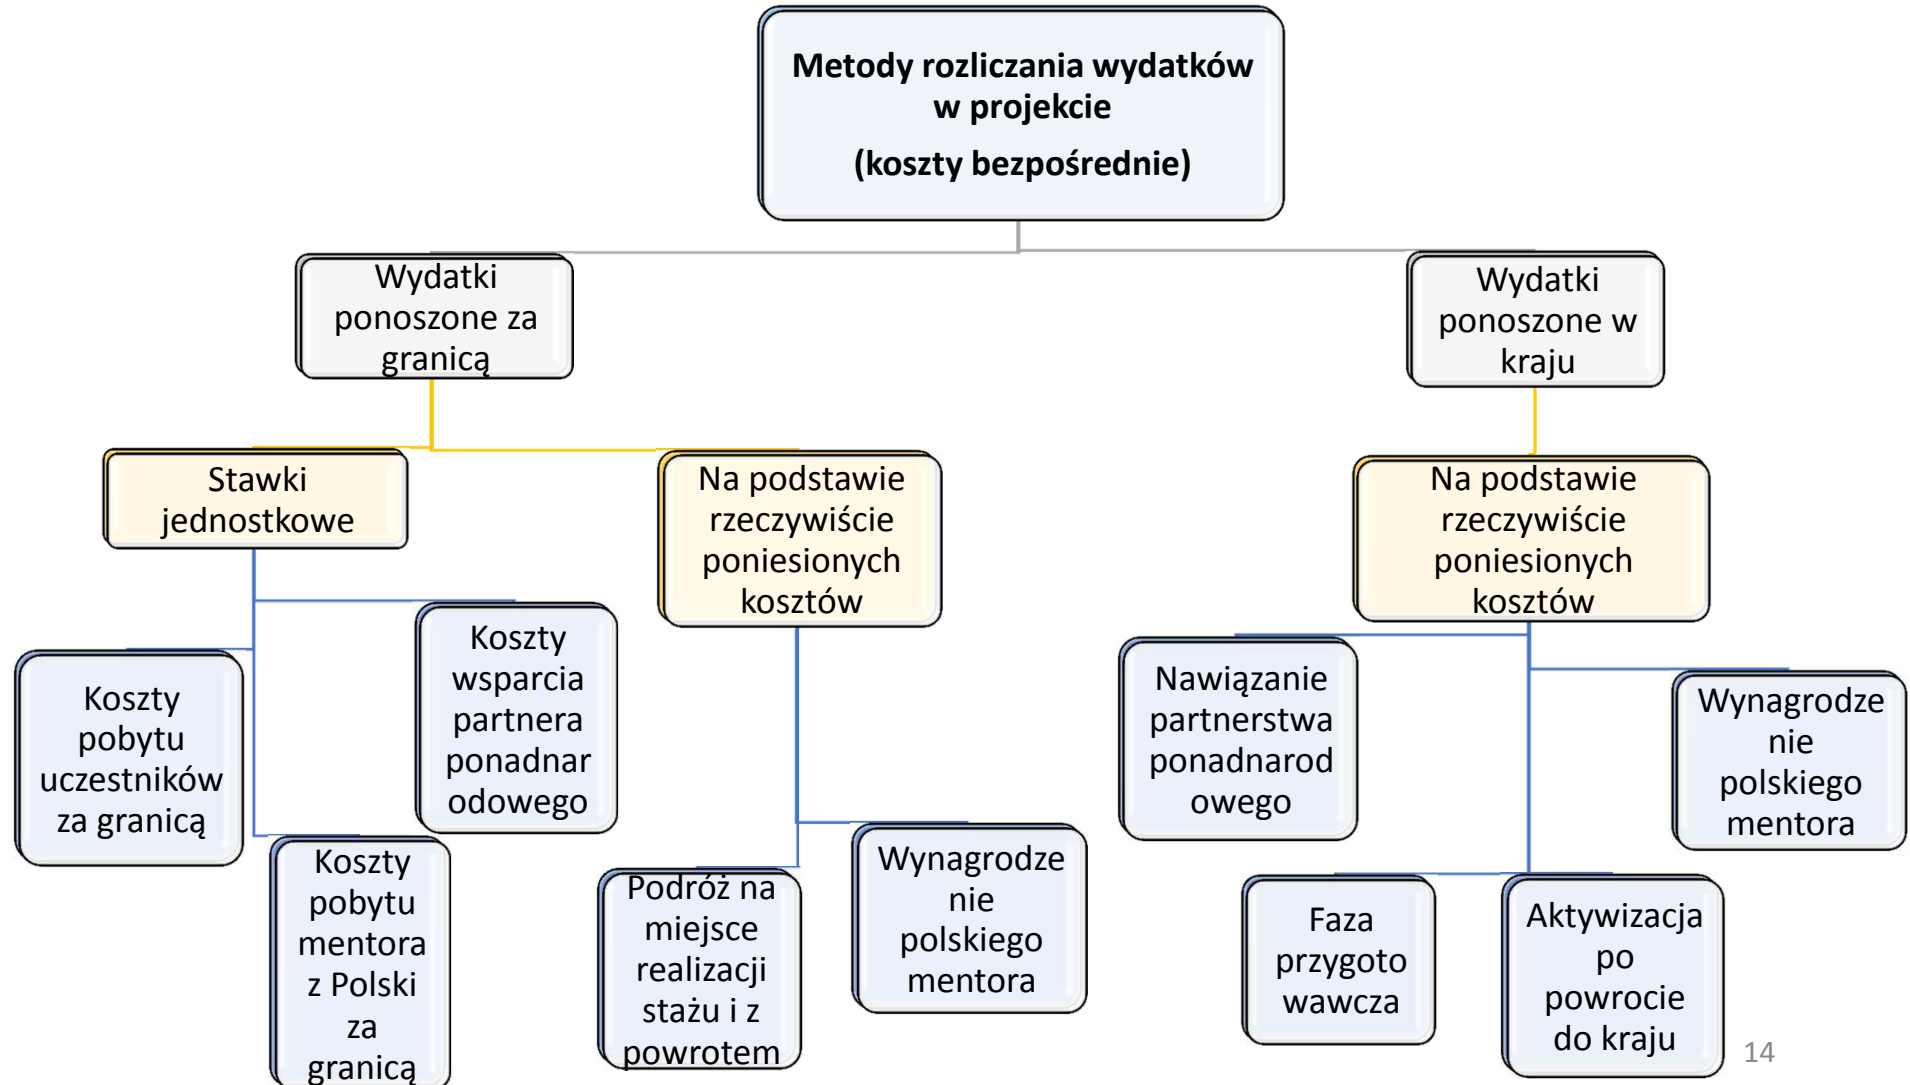 Metody rozliczania wydatków
w projekcie
(koszty bezpośrednie)
Wydatki
ponoszone za
granicą
Wydatki
ponoszone w
kraju
Stawki
jednostkowe
Na podstawie
rzeczywiście
poniesionych
kosztów
Na podstawie
rzeczywiście
poniesionych
kosztów
Koszty
pobytu
uczestników
za granicą
Koszty
wsparcia
partnera
ponadnar
odowego
Koszty
pobytu
mentora
z Polski
za
granicą
Podróż na
miejsce
realizacji
stażu i z
powrotem
Wynagrodze
nie
polskiego
mentora
Nawiązanie
partnerstwa
ponadnarod
owego
Wynagrodze
nie
polskiego
mentora
Faza
przygoto
wawcza
Aktywizacja
po
powrocie
do kraju
14